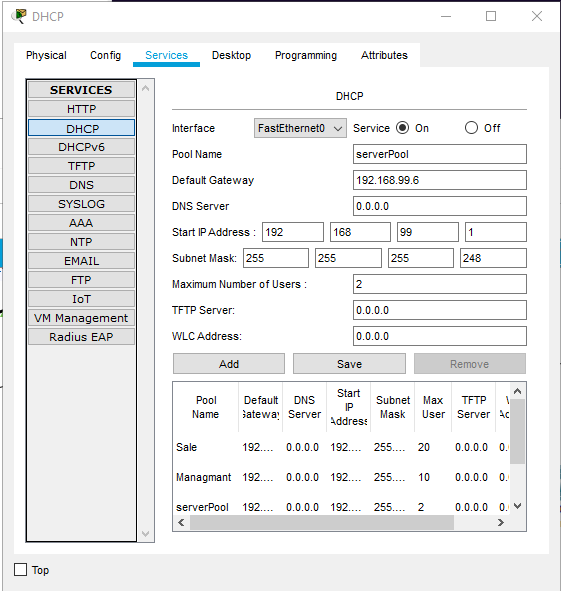 DHCP
Physical Config Services Desktop Programming Attributes
SERVICES
HTTP
DHCP
DHCPv6
TFTP
DNS
SYSLOG
AAA
NTP
EMAIL
FTP
IoT
VM Management
Radius EAP
DHCP
Interface FastEthernet0 Service On Off
Pool Name serverPool
Default Gateway 192.168.99.6
DNS Server 0.0.0.0
Start IP Address : 192 168 99 1
Subnet Mask: 255 255 255 248
Maximum Number of Users : 2
TFTP Server: 0.0.0.0
WLC Address: 0.0.0.0
Add Save Remove
Pool Name Default Gateway DNS Server Start IP Address Subnet Mask Max User TFTP Server
Sale 192.... 0.0.0.0 192.... 255.... 20 0.0.0.0 0.
Managmant 192.... 0.0.0.0 192.... 255.... 10 0.0.0.0 0.
serverPool 192.... 0.0.0.0 192.... 255.... 2 0.0.0.0 0.
Top